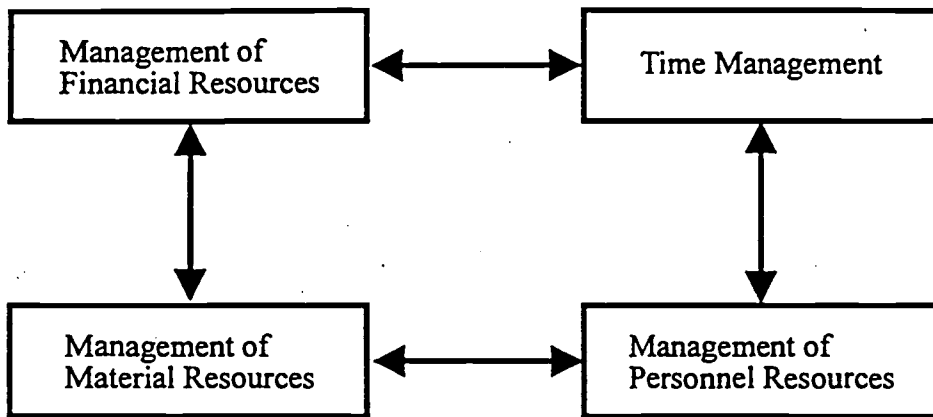 Management of
Financial Resources
Time Management
Management of
Material Resources
Management of
Personnel Resources